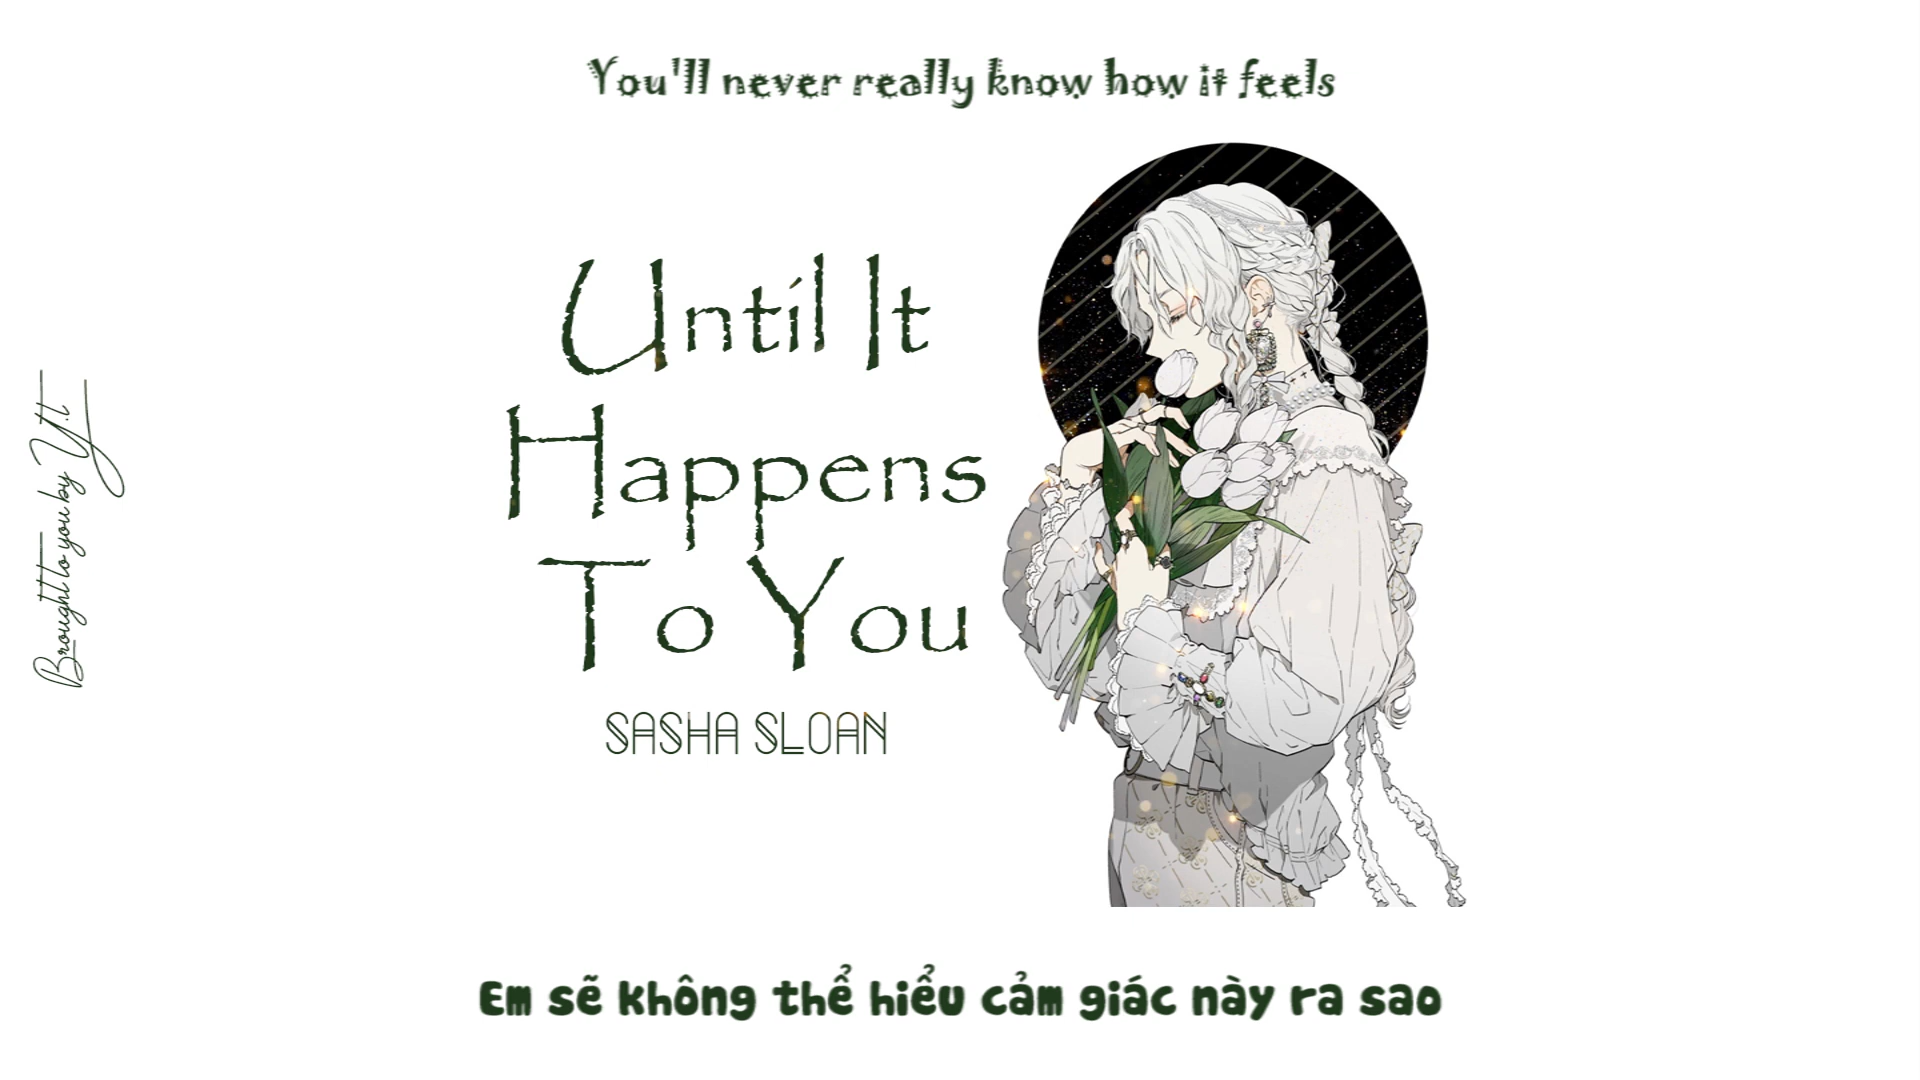 You'll never really know how it feels
Until It
Happens
To You
SASHA SLOAN
Brought to you by Y.t
Em sẽ không thể hiểu cảm giác này ra sao